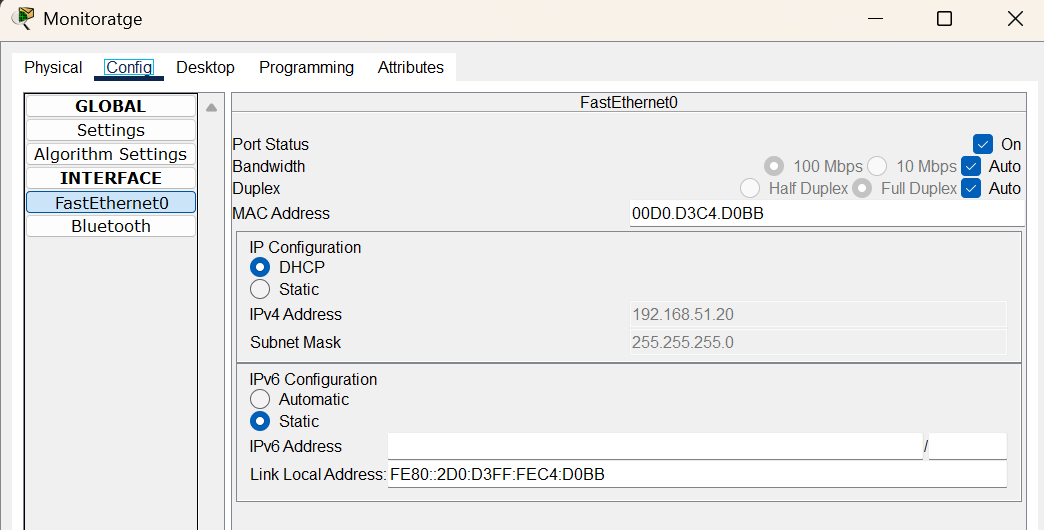 Monitoratge
Physical Config Desktop Programming Attributes
GLOBAL
Settings
Algorithm Settings
INTERFACE
FastEthernet0
Bluetooth
FastEthernet0
Port Status On
Bandwidth 100 Mbps 10 Mbps Auto
Duplex Half Duplex Full Duplex Auto
MAC Address 00D0.D3C4.D0BB
IP Configuration
DHCP
Static
IPv4 Address 192.168.51.20
Subnet Mask 255.255.255.0
IPv6 Configuration
Automatic
Static
IPv6 Address /
Link Local Address: FE80::2D0:D3FF:FEC4:D0BB